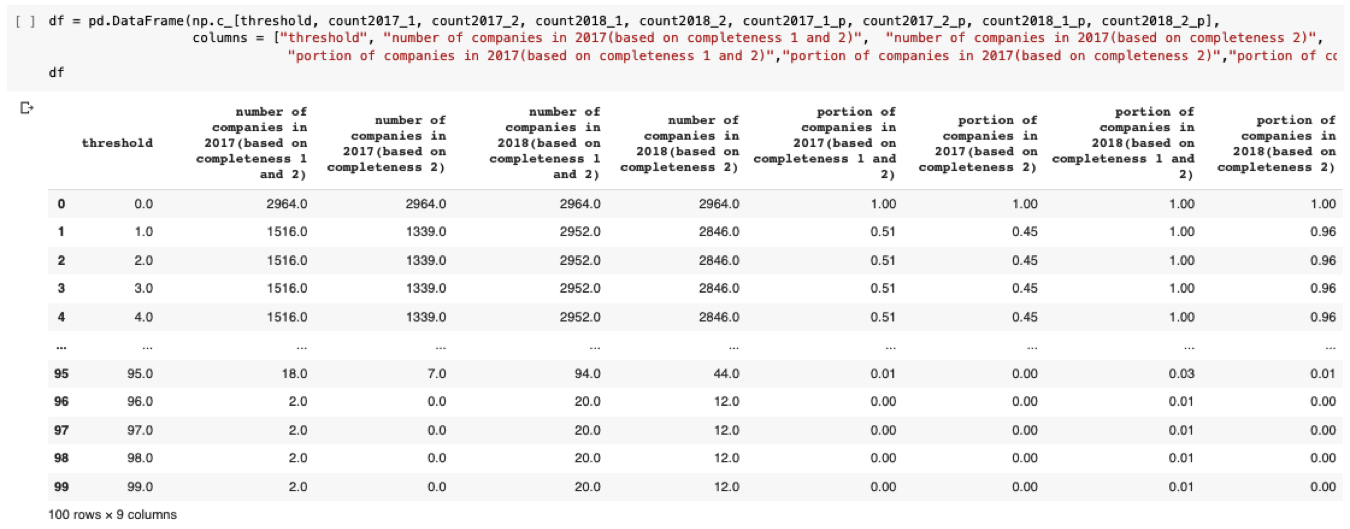 [ ] df = pd.DataFrame(np.c_[threshold, count2017_1, count2017_2, count2018_1, count2018_2, count2017_1_p, count2017_2_p, count2018_1_p, count2018_2_p],
columns = ["threshold", "number of companies in 2017(based on completeness 1 and 2)", "number of companies in 2017(based on completeness 2)",
"portion of companies in 2017(based on completeness 1 and 2)","portion of companies in 2017(based on completeness 2)","portion of cc
df
threshold
number of
companies in
2017(based on
completeness 1
and 2)
number of
companies in
2017(based on
completeness 2)
number of
companies in
2018(based on
completeness 1
and 2)
number of
companies in
2018(based on
completeness 2)
portion of
companies in
2017(based on
completeness 1 and
2)
portion of
companies in
2017(based on
completeness 2)
portion of
companies in
2018(based on
completeness 1 and
2)
portion of
companies in
2018(based on
completeness 2)
0 0.0 2964.0 2964.0 2964.0 2964.0 1.00 1.00 1.00 1.00
1 1.0 1516.0 1339.0 2952.0 2846.0 0.51 0.45 1.00 0.96
2 2.0 1516.0 1339.0 2952.0 2846.0 0.51 0.45 1.00 0.96
3 3.0 1516.0 1339.0 2952.0 2846.0 0.51 0.45 1.00 0.96
4 4.0 1516.0 1339.0 2952.0 2846.0 0.51 0.45 1.00 0.96
... ... ... ... ... ... ... ... ... ...
95 95.0 18.0 7.0 94.0 44.0 0.01 0.00 0.03 0.01
96 96.0 2.0 0.0 20.0 12.0 0.00 0.00 0.01 0.00
97 97.0 2.0 0.0 20.0 12.0 0.00 0.00 0.01 0.00
98 98.0 2.0 0.0 20.0 12.0 0.00 0.00 0.01 0.00
99 99.0 2.0 0.0 20.0 12.0 0.00 0.00 0.01 0.00
100 rows × 9 columns